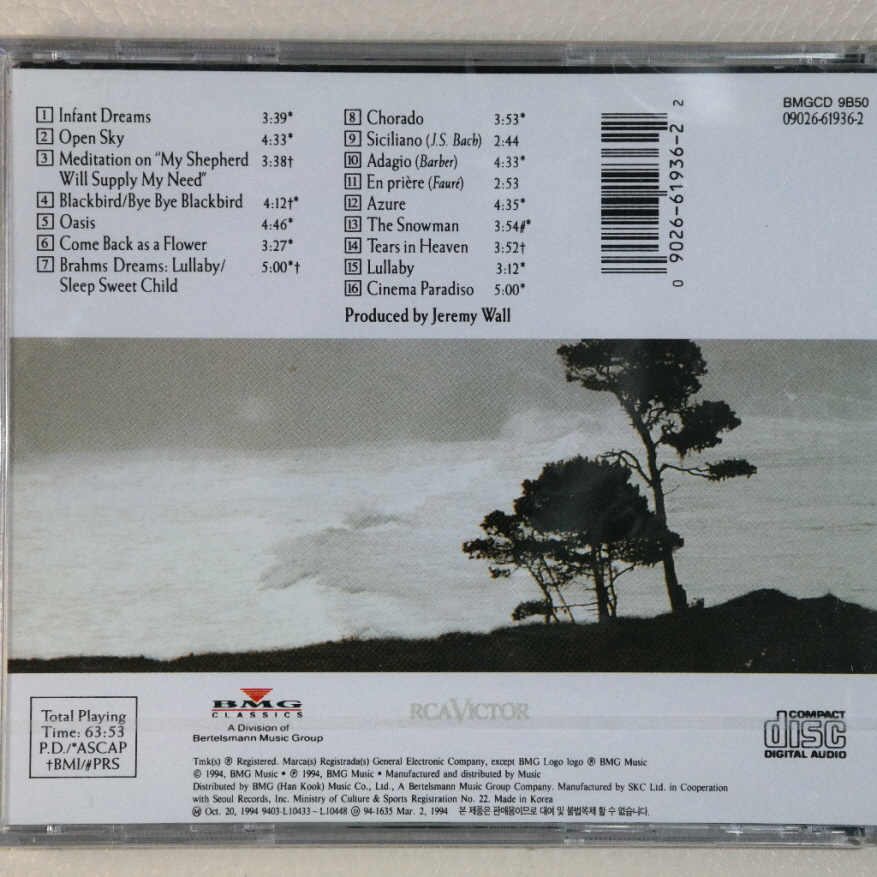 1 Infant Dreams 3:39*
2 Open Sky 4:33*
3 Meditation on "My Shepherd 3:38†
Will Supply My Need"
4 Blackbird/Bye Bye Blackbird 4:12†*
5 Oasis 4:46*
6 Come Back as a Flower 3:27*
7 Brahms Dreams: Lullaby/ 5:00*†
Sleep Sweet Child
8 Chorado 3:53*
9 Siciliano (J.S. Bach) 2:44
10 Adagio (Barber) 4:33*
11 En prière (Fauré) 2:53
12 Azure 4:35*
13 The Snowman 3:54#*
14 Tears in Heaven 3:52†
15 Lullaby 3:12*
16 Cinema Paradiso 5:00*
Produced by Jeremy Wall
0 9026-61936-2 2
BMGCD 9B50
09026-61936-2
Total Playing
Time: 63:53
P.D./*ASCAP
†BMI/#PRS
BMG
CLASSICS
A Division of
Bertelsmann Music Group
RCA VICTOR
COMPACT
disc
DIGITAL AUDIO
Tmk(s) ® Registered. Marca(s) Registrada(s) General Electronic Company, except BMG Logo logo ® BMG Music
© 1994, BMG Music • ℗ 1994, BMG Music • Manufactured and distributed by Music
Distributed by BMG (Han Kook) Music Co., Ltd., A Bertelsmann Music Group Company. Manufactured by SKC Ltd. in Cooperation
with Seoul Records, Inc. Ministry of Culture & Sports Registration No. 22. Made in Korea
Ⓜ Oct. 20, 1994 9403-L10433~L10448 Ⓓ 94-1635 Mar. 2, 1994 본 제품은 판매용이므로 대여 및 불법복제 할 수 없습니다.